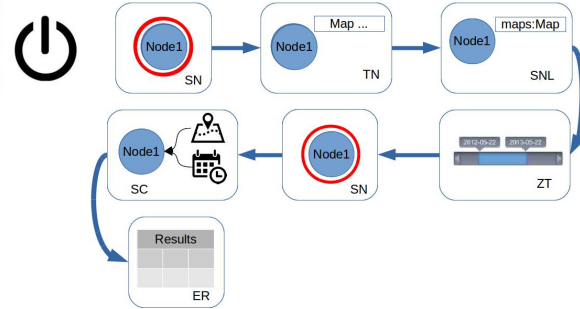 Node1
SN
Node1
Map ...
TN
Node1
maps:Map
SNL
2012-05-22
2013-05-22
ZT
Node1
SN
Node1
SC
Results
ER